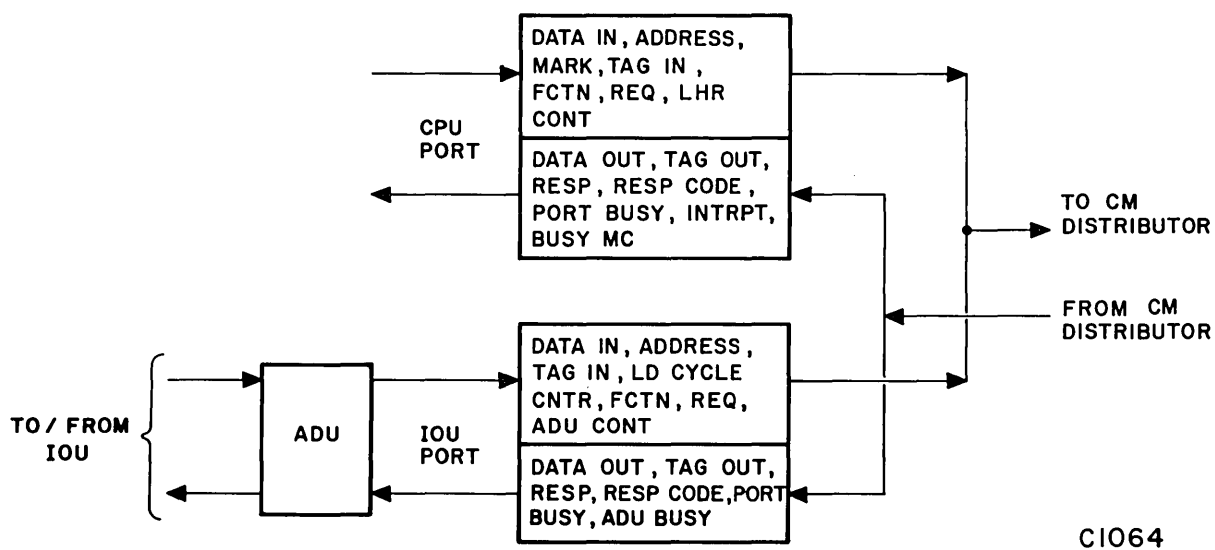 DATA IN, ADDRESS,
MARK, TAG IN,
FCTN, REQ, LHR
CONT
CPU
PORT
DATA OUT, TAG OUT,
RESP, RESP CODE,
PORT BUSY, INTRPT,
BUSY MC
TO CM
DISTRIBUTOR
FROM CM
DISTRIBUTOR
DATA IN, ADDRESS,
TAG IN, LD CYCLE
CNTR, FCTN, REQ,
ADU CONT
TO / FROM
IOU
ADU
IOU
PORT
DATA OUT, TAG OUT,
RESP, RESP CODE, PORT
BUSY, ADU BUSY
C1064